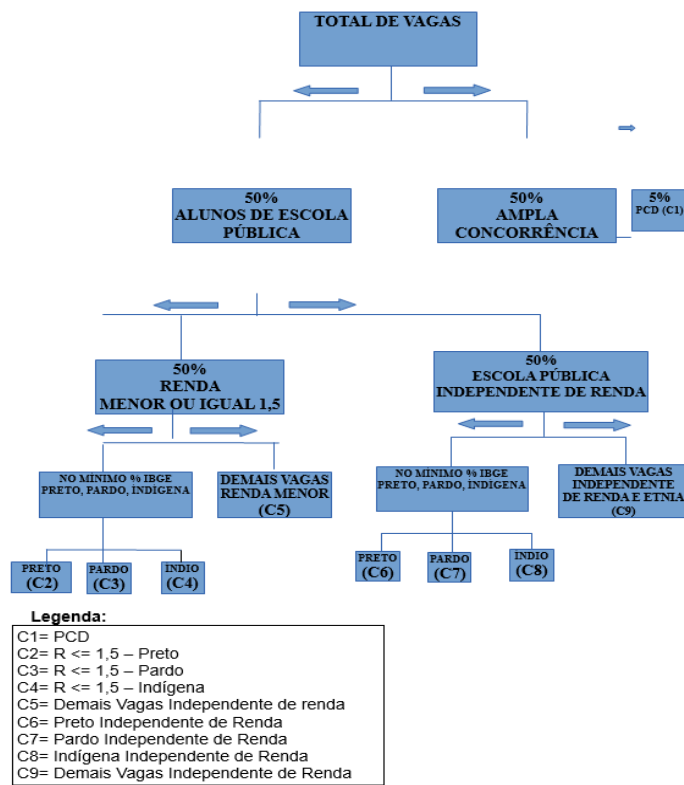 TOTAL DE VAGAS
50%
ALUNOS DE ESCOLA
PÚBLICA
50%
AMPLA
CONCORRÊNCIA
5%
PCD (C1)
50%
RENDA
MENOR OU IGUAL 1,5
50%
ESCOLA PÚBLICA
INDEPENDENTE DE RENDA
NO MÍNIMO % IBGE
PRETO, PARDO, ÍNDÍGENA
DEMAIS VAGAS
RENDA MENOR
(C5)
NO MÍNIMO % IBGE
PRETO, PARDO, ÍNDÍGENA
DEMAIS VAGAS
INDEPENDENTE
DE RENDA E ETNIA
(C9)
PRETO
(C2)
PARDO
(C3)
INDIO
(C4)
PRETO
(C6)
PARDO
(C7)
INDIO
(C8)
Legenda:
C1= PCD
C2= R <= 1,5 – Preto
C3= R <= 1,5 – Pardo
C4= R <= 1,5 – Indígena
C5= Demais Vagas Independente de renda
C6= Preto Independente de Renda
C7= Pardo Independente de Renda
C8= Indígena Independente de Renda
C9= Demais Vagas Independente de Renda